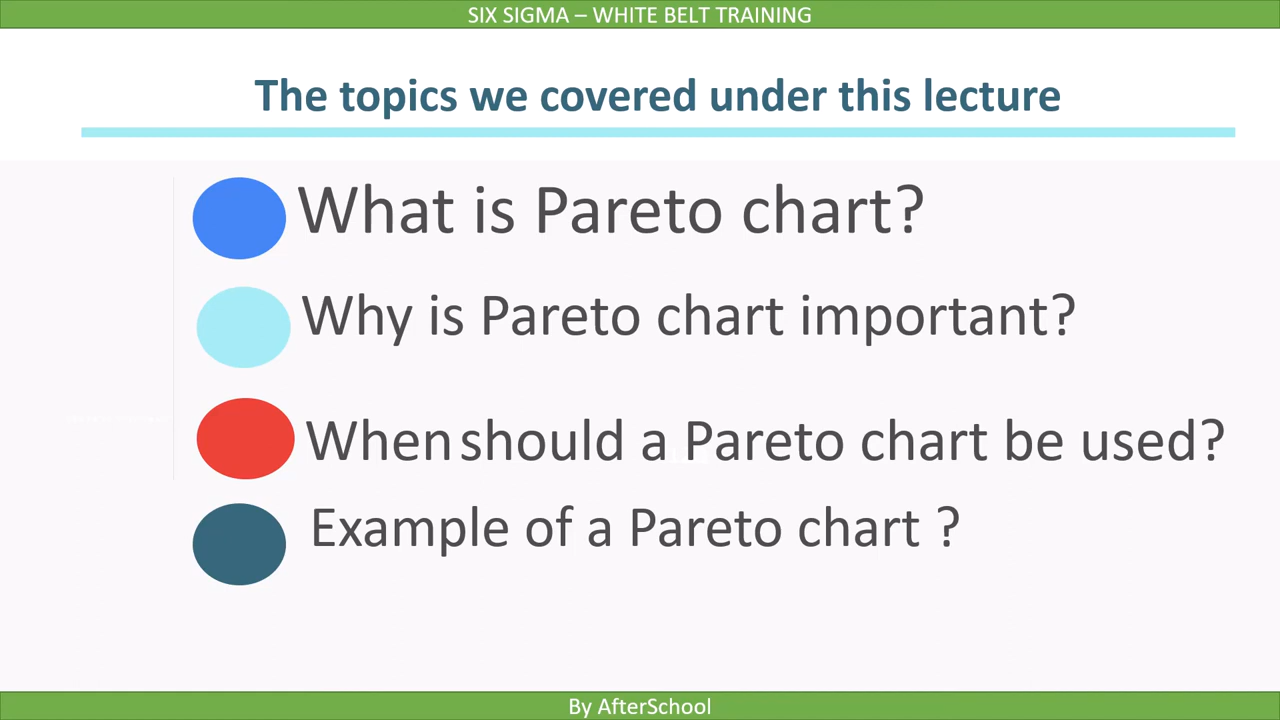 SIX SIGMA – WHITE BELT TRAINING
The topics we covered under this lecture
What is Pareto chart?
Why is Pareto chart important?
When should a Pareto chart be used?
Example of a Pareto chart ?
By AfterSchool